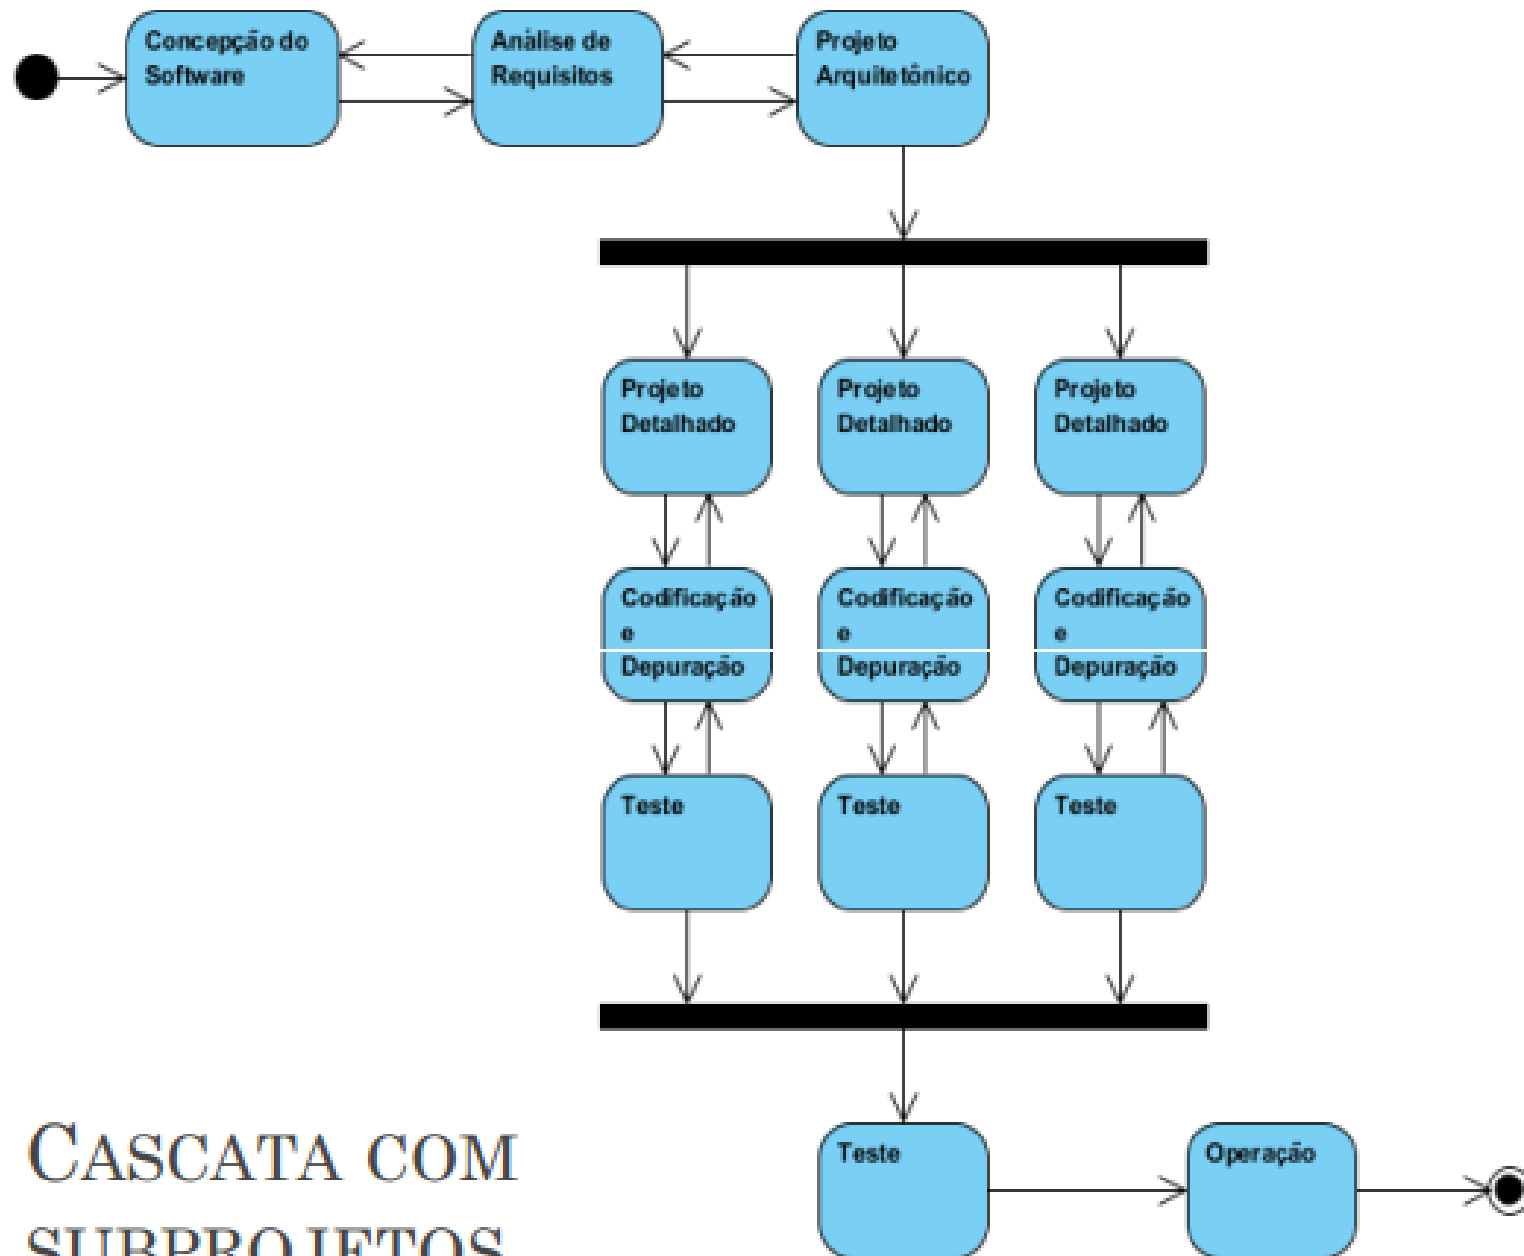 Concepção do
Software
Análise de
Requisitos
Projeto
Arquitetônico
Projeto
Detalhado
Projeto
Detalhado
Projeto
Detalhado
Codificação
e
Depuração
Codificação
e
Depuração
Codificação
e
Depuração
Teste
Teste
Teste
Teste
Operação
CASCATA COM
SUBPROJETOS